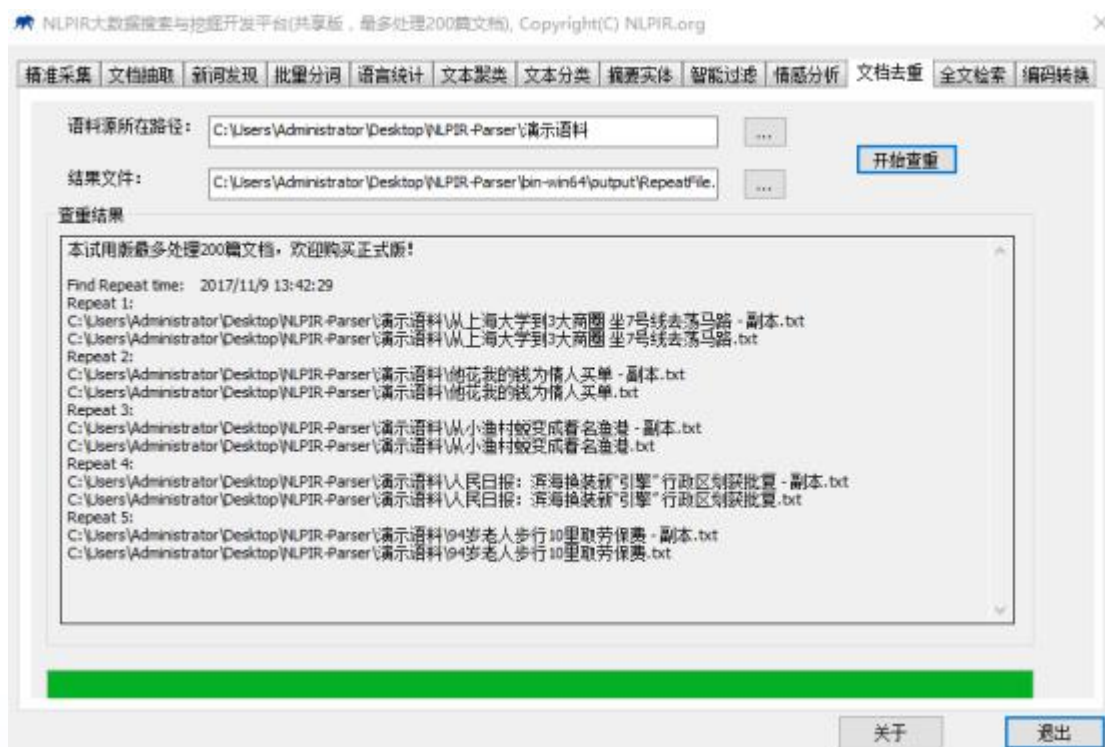 NLPIR大数据搜索与挖掘开发平台(共享版，最多处理200篇文档), Copyright(C) NLPIR.org
精准采集 文档抽取 新词发现 批量分词 语言统计 文本聚类 文本分类 摘要实体 智能过滤 情感分析 文档去重 全文检索 编码转换
语料源所在路径： C:\Users\Administrator\Desktop\NLPIR-Parser\演示语料 ...
开始查重
结果文件： C:\Users\Administrator\Desktop\NLPIR-Parser\bin-win64\output\RepeatFile. ...
查重结果
本试用版最多处理200篇文档，欢迎购买正式版！
Find Repeat time: 2017/11/9 13:42:29
Repeat 1:
C:\Users\Administrator\Desktop\NLPIR-Parser\演示语料\从上海大学到3大商圈 坐7号线去荡马路 - 副本.txt
C:\Users\Administrator\Desktop\NLPIR-Parser\演示语料\从上海大学到3大商圈 坐7号线去荡马路.txt
Repeat 2:
C:\Users\Administrator\Desktop\NLPIR-Parser\演示语料\他花我的钱为情人买单 - 副本.txt
C:\Users\Administrator\Desktop\NLPIR-Parser\演示语料\他花我的钱为情人买单.txt
Repeat 3:
C:\Users\Administrator\Desktop\NLPIR-Parser\演示语料\从小渔村蜕变成着名渔港 - 副本.txt
C:\Users\Administrator\Desktop\NLPIR-Parser\演示语料\从小渔村蜕变成着名渔港.txt
Repeat 4:
C:\Users\Administrator\Desktop\NLPIR-Parser\演示语料\人民日报：滨海换装新"引擎" 行政区划获批复 - 副本.txt
C:\Users\Administrator\Desktop\NLPIR-Parser\演示语料\人民日报：滨海换装新"引擎" 行政区划获批复.txt
Repeat 5:
C:\Users\Administrator\Desktop\NLPIR-Parser\演示语料\94岁老人步行10里取劳保费 - 副本.txt
C:\Users\Administrator\Desktop\NLPIR-Parser\演示语料\94岁老人步行10里取劳保费.txt
关于 退出